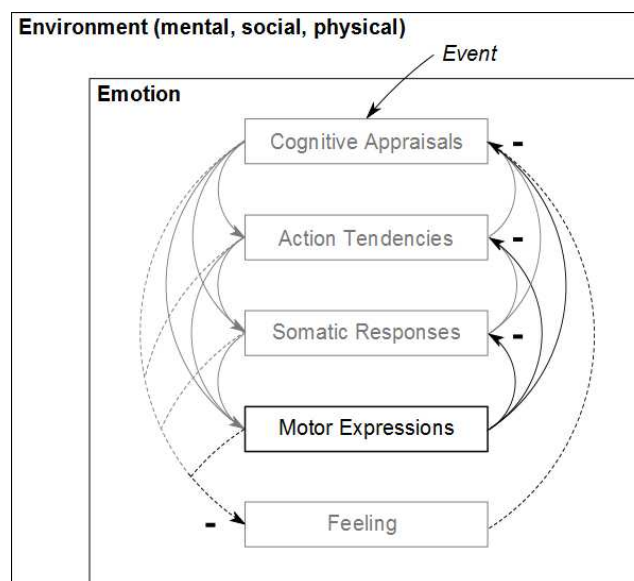 Environment (mental, social, physical)
Event
Emotion
Cognitive Appraisals
-
Action Tendencies
-
Somatic Responses
-
Motor Expressions
-
Feeling